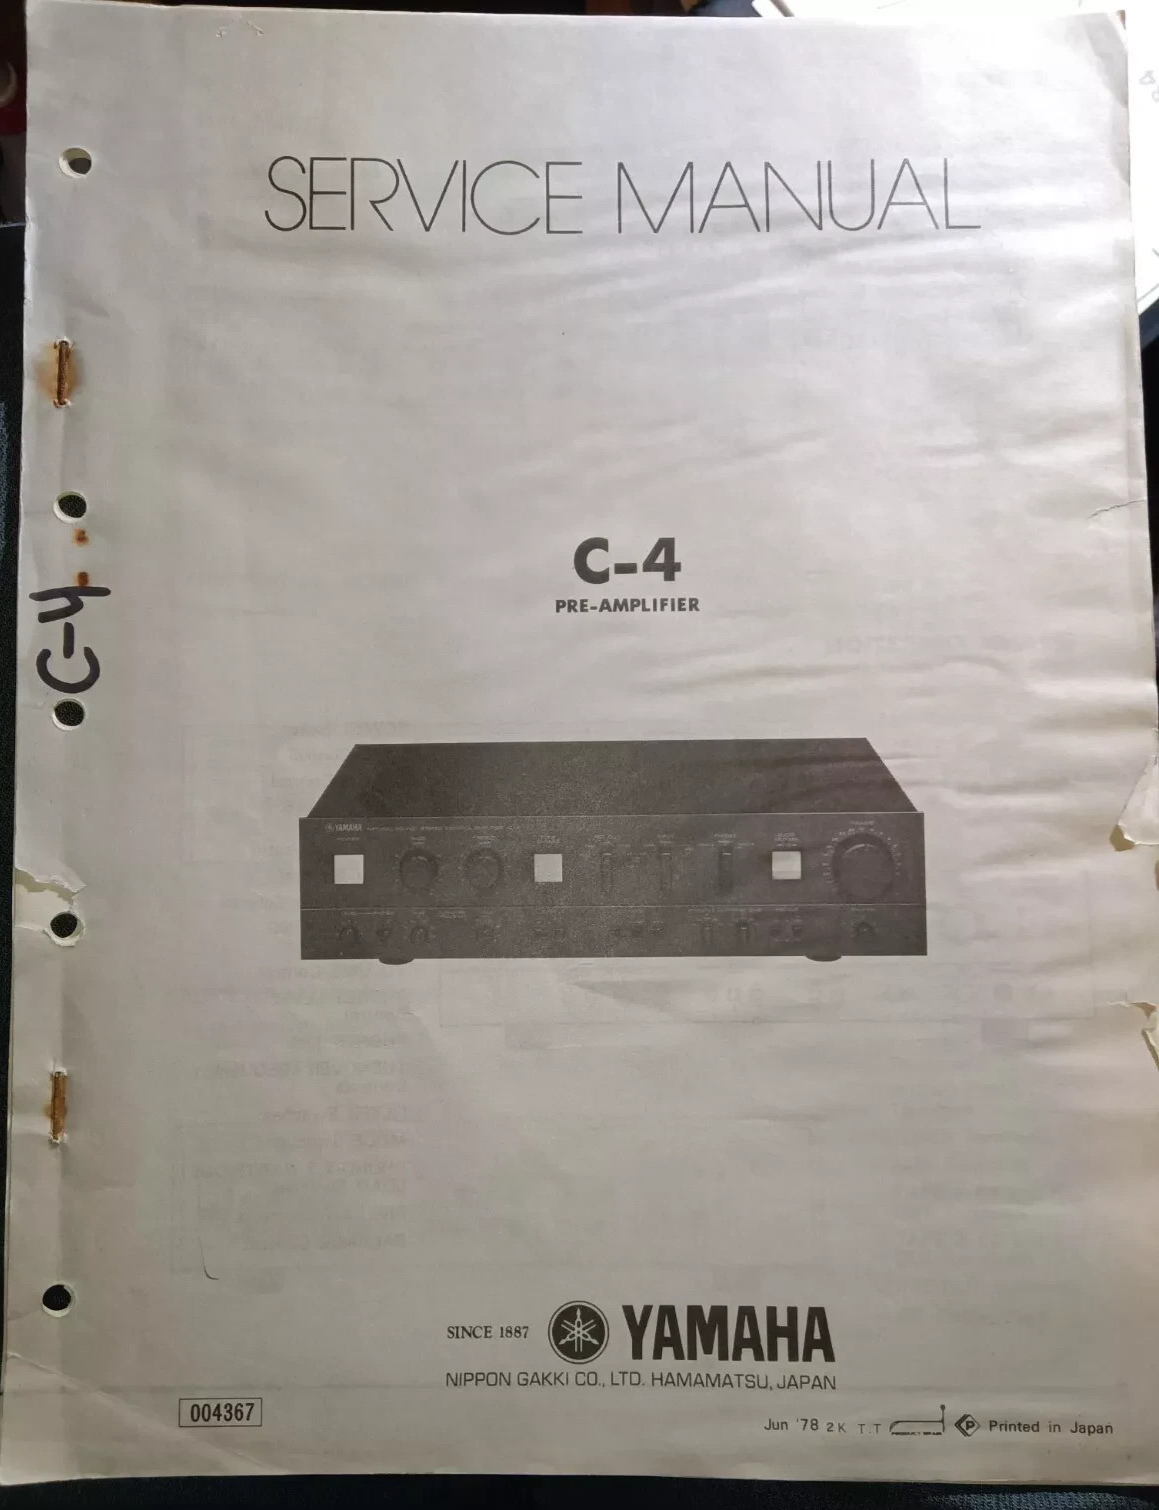 SERVICE MANUAL
C-4
PRE-AMPLIFIER
C-4
YAMAHA
SINCE 1887 YAMAHA
NIPPON GAKKI CO., LTD. HAMAMATSU, JAPAN
004367
Jun '78 2K T.T P Printed in Japan